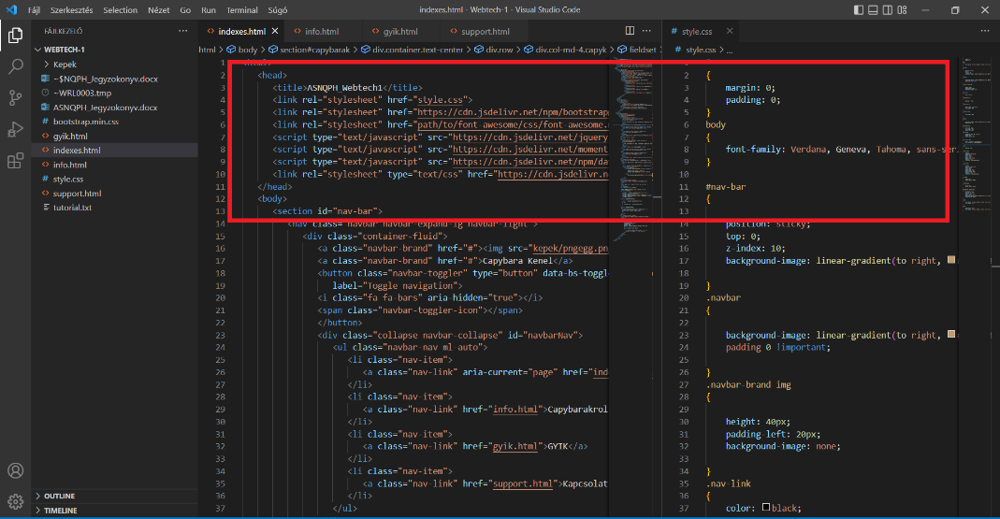 Fájl Szerkesztés Selection Nézet Go Run Terminal Súgó indexes.html - Webtech-1 - Visual Studio Code
FÁJLKEZELŐ
WEBTECH-1
Kepek
~$NQPH_Jegyzokonyv.docx
~WRL0003.tmp
ASNQPH_Jegyzokonyv.docx
bootstrap.min.css
gyik.html
indexes.html
info.html
style.css
support.html
tutorial.txt
OUTLINE
TIMELINE
indexes.html info.html gyik.html support.html
html > body > section#capybarak > div.container.text-center > div.row > div.col-md-4.capyk > fieldset
1
2 <head>
3 <title>ASNQPH_Webtech1</title>
4 <link rel="stylesheet" href="style.css">
5 <link rel="stylesheet" href="https://cdn.jsdelivr.net/npm/bootstrap
6 <link rel="stylesheet" href="path/to/font-awesome/css/font-awesome.
7 <script type="text/javascript" src="https://cdn.jsdelivr.net/jquery
8 <script type="text/javascript" src="https://cdn.jsdelivr.net/moment
9 <script type="text/javascript" src="https://cdn.jsdelivr.net/npm/da
10 <link rel="stylesheet" type="text/css" href="https://cdn.jsdelivr.ne
11 </head>
12 <body>
13 <section id="nav-bar">
14 <nav class="navbar navbar-expand-lg navbar-light">
15 <div class="container-fluid">
16 <a class="navbar-brand" href="#"><img src="kepek/pngegg.pn
17 <a class="navbar-brand" href="#">Capybara Kenel</a>
18 <button class="navbar-toggler" type="button" data-bs-toggl
19 label="Toggle navigation">
20 <i class="fa fa-bars" aria-hidden="true"></i>
21 <span class="navbar-toggler-icon"></span>
22 </button>
23 <div class="collapse navbar-collapse" id="navbarNav">
24 <ul class="navbar-nav ml-auto">
25 <li class="nav-item">
26 <a class="nav-link" aria-current="page" href="inde
27 </li>
28 <li class="nav-item">
29 <a class="nav-link" href="info.html">Capybarakrol
30 </li>
31 <li class="nav-item">
32 <a class="nav-link" href="gyik.html">GYIK</a>
33 </li>
34 <li class="nav-item">
35 <a class="nav-link" href="support.html">Kapcsolat
36 </li>
37 </ul>
style.css
style.css > ...
2 {
3 margin: 0;
4 padding: 0;
5 }
6 body
7 {
8 font-family: Verdana, Geneva, Tahoma, sans-ser
9 }
10
11 #nav-bar
12 {
13
14 position: sticky;
15 top: 0;
16 z-index: 10;
17 background-image: linear-gradient(to right,
18
19 }
20 .navbar
21 {
22
23 background-image: linear-gradient(to right,
24 padding 0 !important;
25
26 }
27 .navbar-brand img
28 {
29
30 height: 40px;
31 padding-left: 20px;
32 background-image: none;
33
34 }
35 .nav-link
36 {
37 color: black;